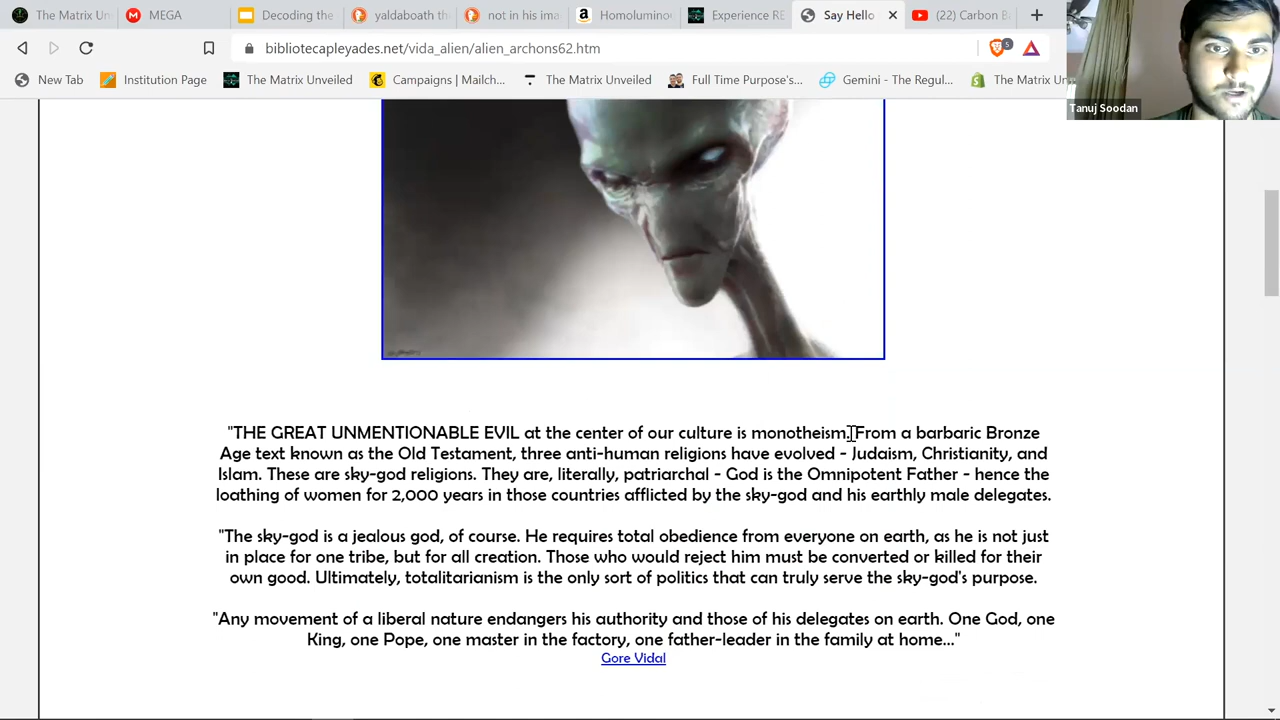 The Matrix Un
MEGA
Decoding the
yaldabaoth th
not in his ima
Homolumino
Experience RE
Say Hello
(22) Carbon B
bibliotecapleyades.net/vida_alien/alien_archons62.htm
5
New Tab
Institution Page
The Matrix Unveiled
Campaigns | Mailch...
The Matrix Unveiled
Full Time Purpose's...
Gemini - The Regul...
The Matrix Un
Tanuj Soodan
"THE GREAT UNMENTIONABLE EVIL at the center of our culture is monotheism. From a barbaric Bronze
Age text known as the Old Testament, three anti-human religions have evolved - Judaism, Christianity, and
Islam. These are sky-god religions. They are, literally, patriarchal - God is the Omnipotent Father - hence the
loathing of women for 2,000 years in those countries afflicted by the sky-god and his earthly male delegates.
"The sky-god is a jealous god, of course. He requires total obedience from everyone on earth, as he is not just
in place for one tribe, but for all creation. Those who would reject him must be converted or killed for their
own good. Ultimately, totalitarianism is the only sort of politics that can truly serve the sky-god's purpose.
"Any movement of a liberal nature endangers his authority and those of his delegates on earth. One God, one
King, one Pope, one master in the factory, one father-leader in the family at home..."
Gore Vidal